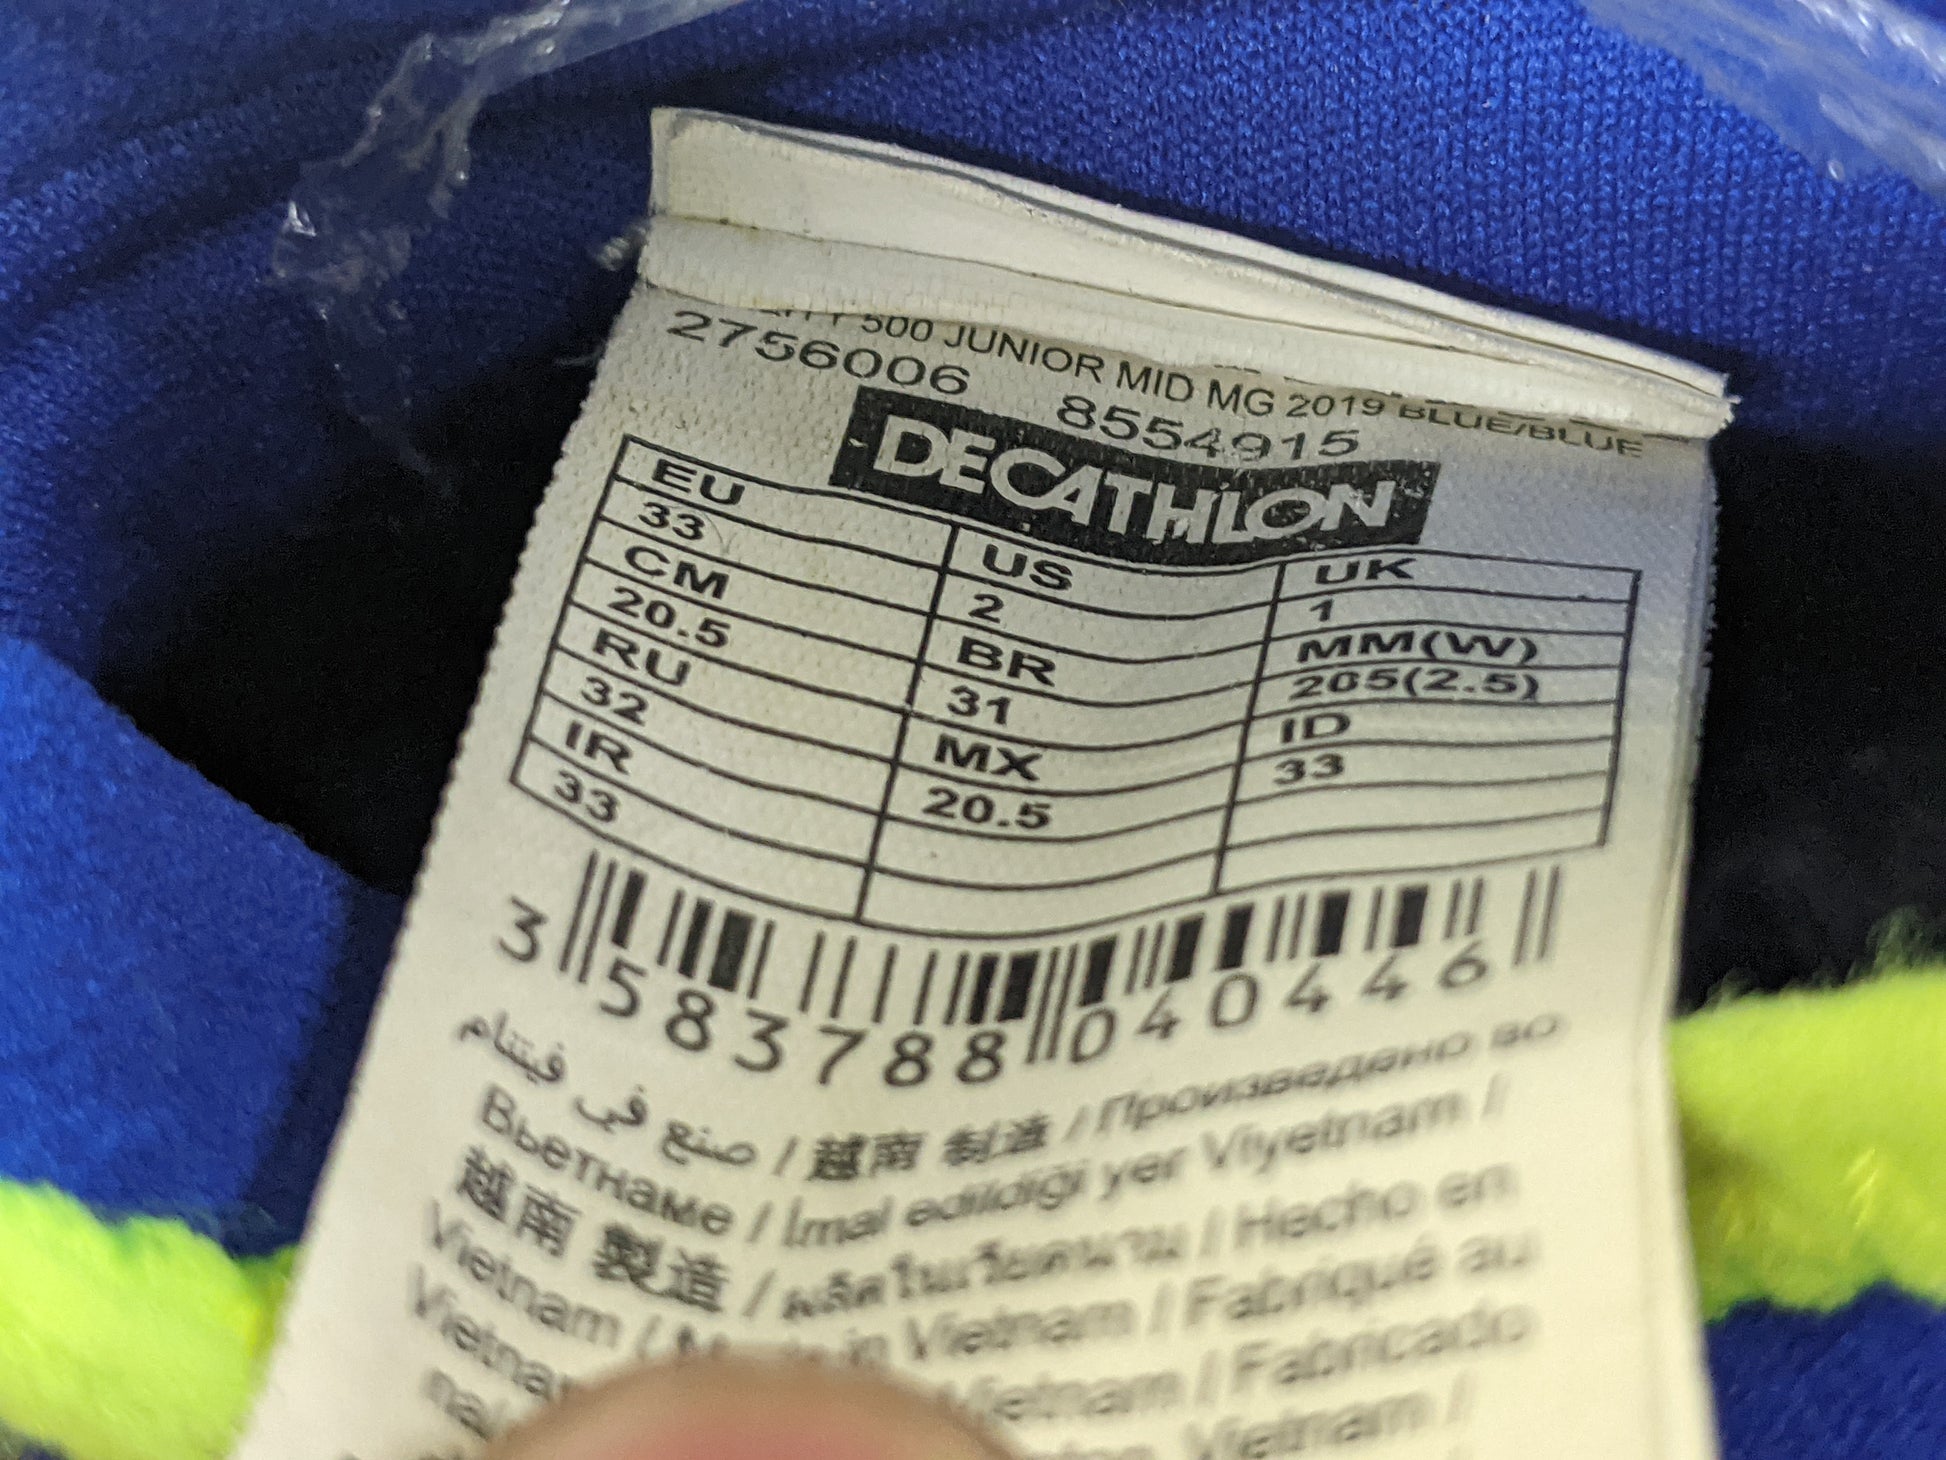 500 JUNIOR MID MG 2019 BLUE/BLUE
2756006 8554915
DECATHLON
EU US UK
33 2 1
CM BR MM(W)
20.5 31 205(2.5)
RU MX ID
32 20.5 33
IR
33
3 583788 040446
صنع في فيتنام / 越南 制造 / Произведено во
Вьетнаме / İmal edildiği yer Viyetnam /
越南 製造 / ผลิตในเวียดนาม / Hecho en
Vietnam / Made in Vietnam / Fabriqué au
Vietnam / Fabricado
Vietnam /